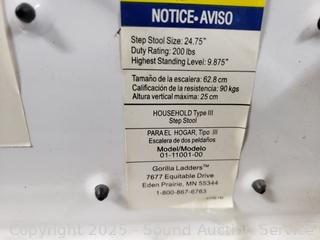 NOTICE•AVISO
Step Stool Size: 24.75"
Duty Rating: 200 lbs
Highest Standing Level: 9.875"
Tamaño de la escalera: 62.8 cm
Calificación de la resistencia: 90 kgs
Altura vertical máxima: 25 cm
HOUSEHOLD Type III
Step Stool
PARA EL HOGAR, Tipo III
Escalera de dos peldaños
Model/Modelo
01-11001-00
Gorilla Ladders™
7677 Equitable Drive
Eden Prairie, MN 55344
1-800-867-6763
Copyright 2025 - Sound Auction Service